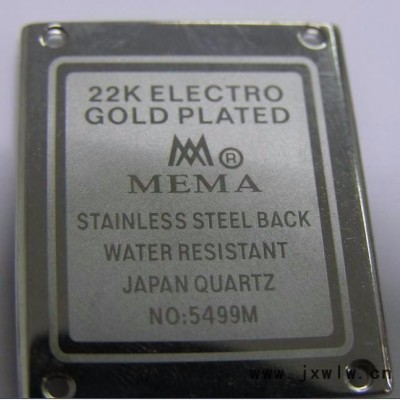 22K ELECTRO
GOLD PLATED
®
MEMA
STAINLESS STEEL BACK
WATER RESISTANT
JAPAN QUARTZ
NO:5499M
www.jxwlw.cn